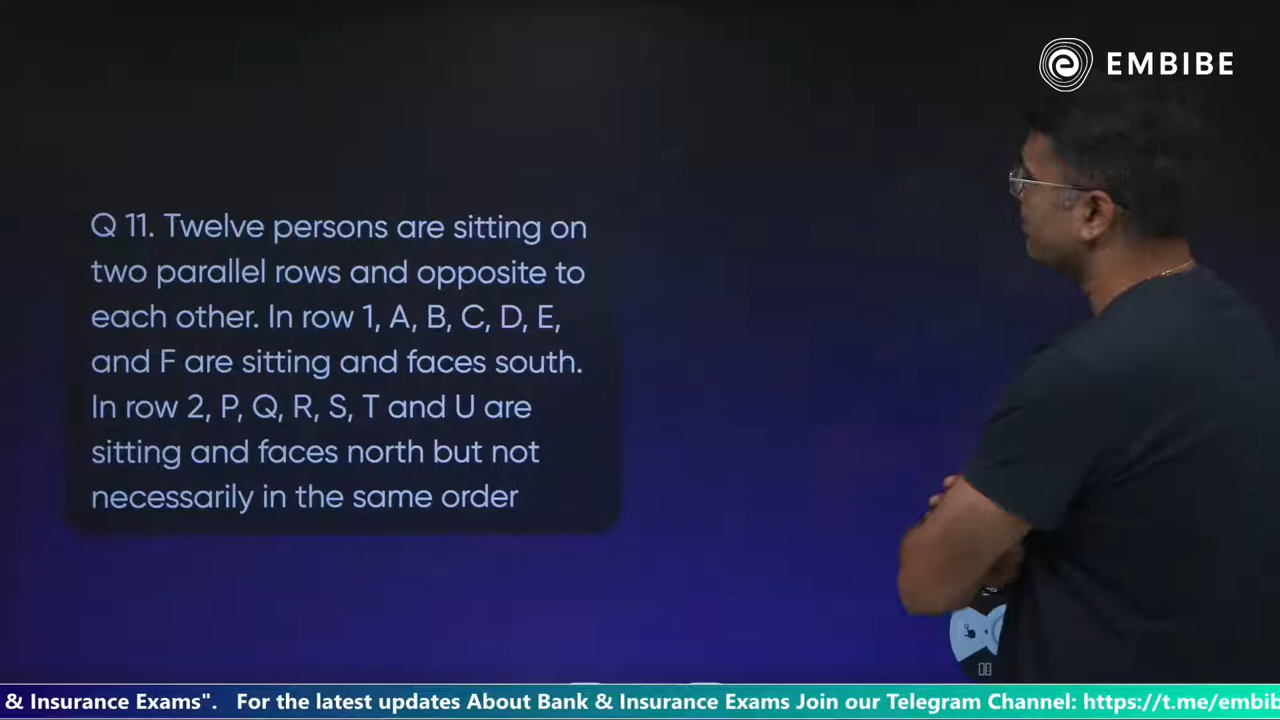 EMBIBE
Q 11. Twelve persons are sitting on
two parallel rows and opposite to
each other. In row 1, A, B, C, D, E,
and F are sitting and faces south.
In row 2, P, Q, R, S, T and U are
sitting and faces north but not
necessarily in the same order
& Insurance Exams". For the latest updates About Bank & Insurance Exams Join our Telegram Channel: https://t.me/embib